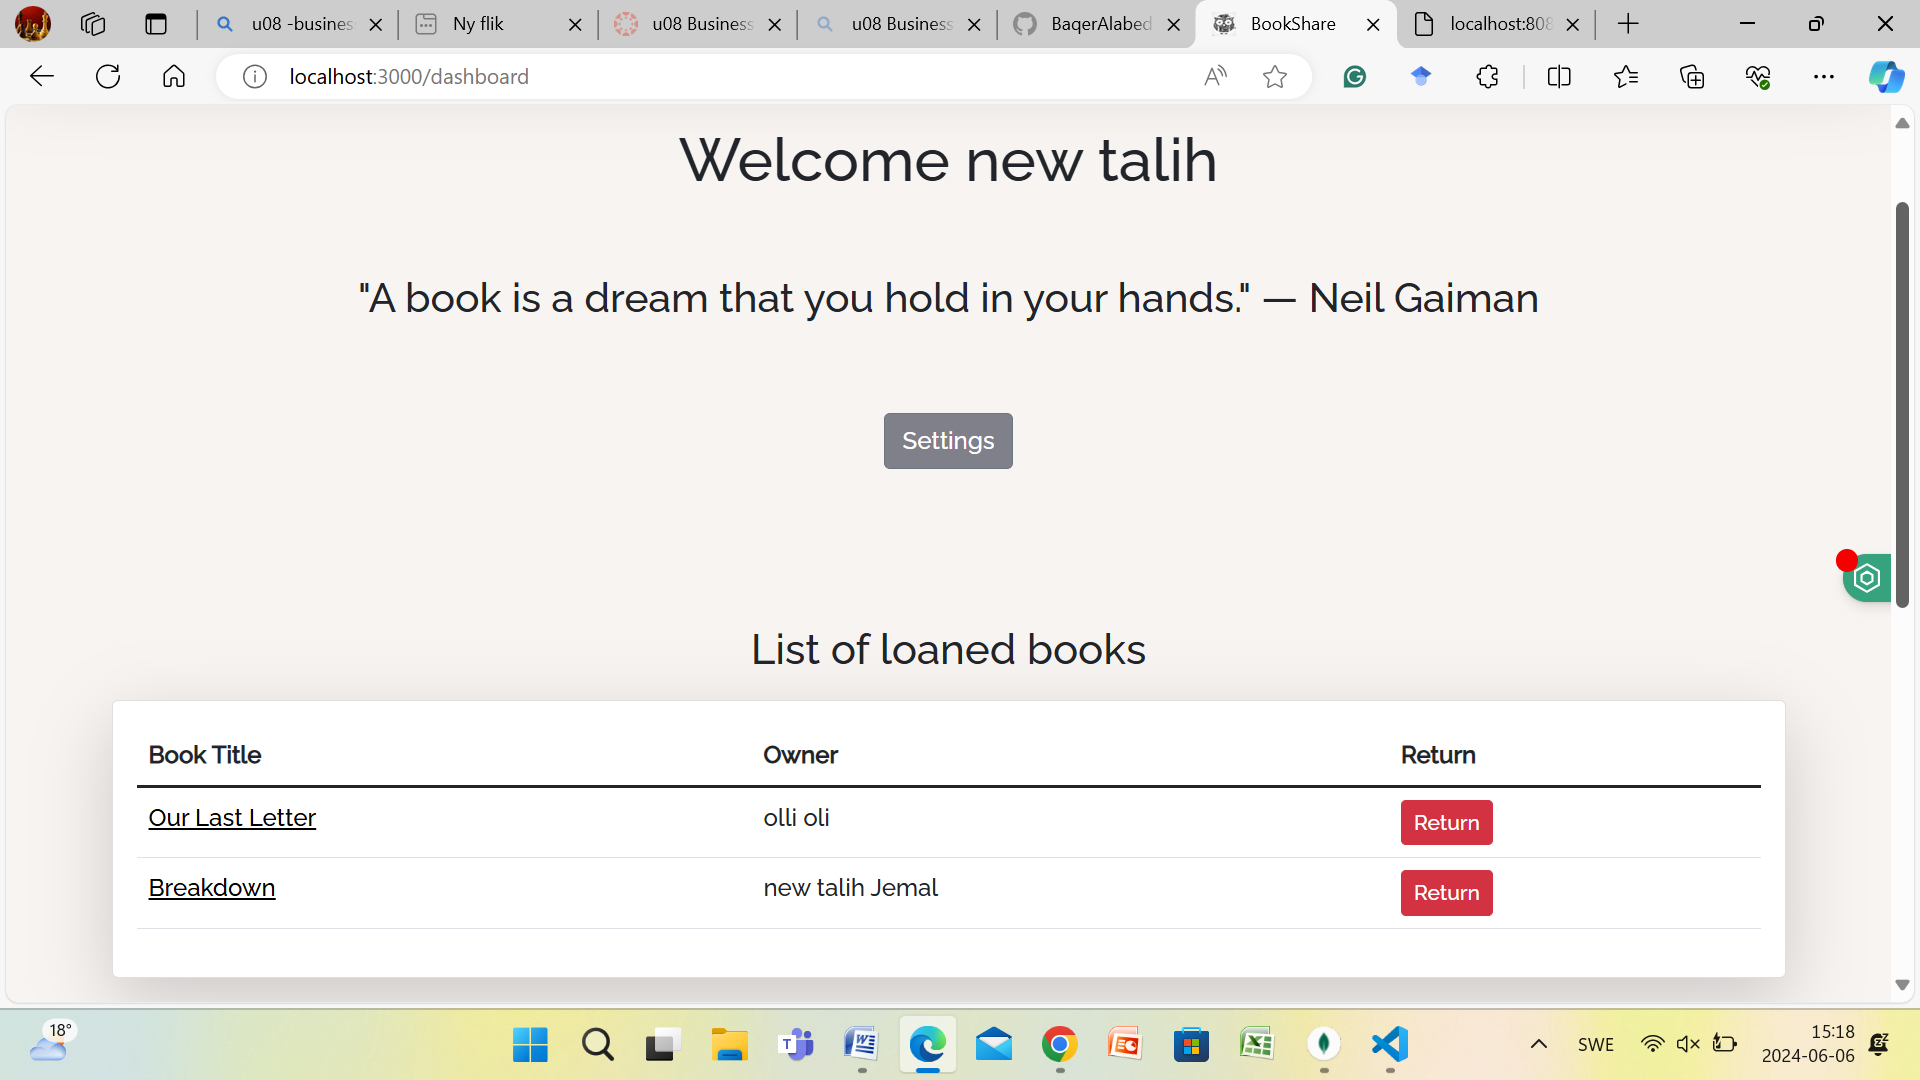 u08 -busines
Ny flik
u08 Business
u08 Business
BaqerAlabed
BookShare
localhost:808
localhost:3000/dashboard
Welcome new talih
"A book is a dream that you hold in your hands." — Neil Gaiman
Settings
List of loaned books
Book Title Owner Return
Our Last Letter olli oli Return
Breakdown new talih Jemal Return
18°
SWE
15:18
2024-06-06